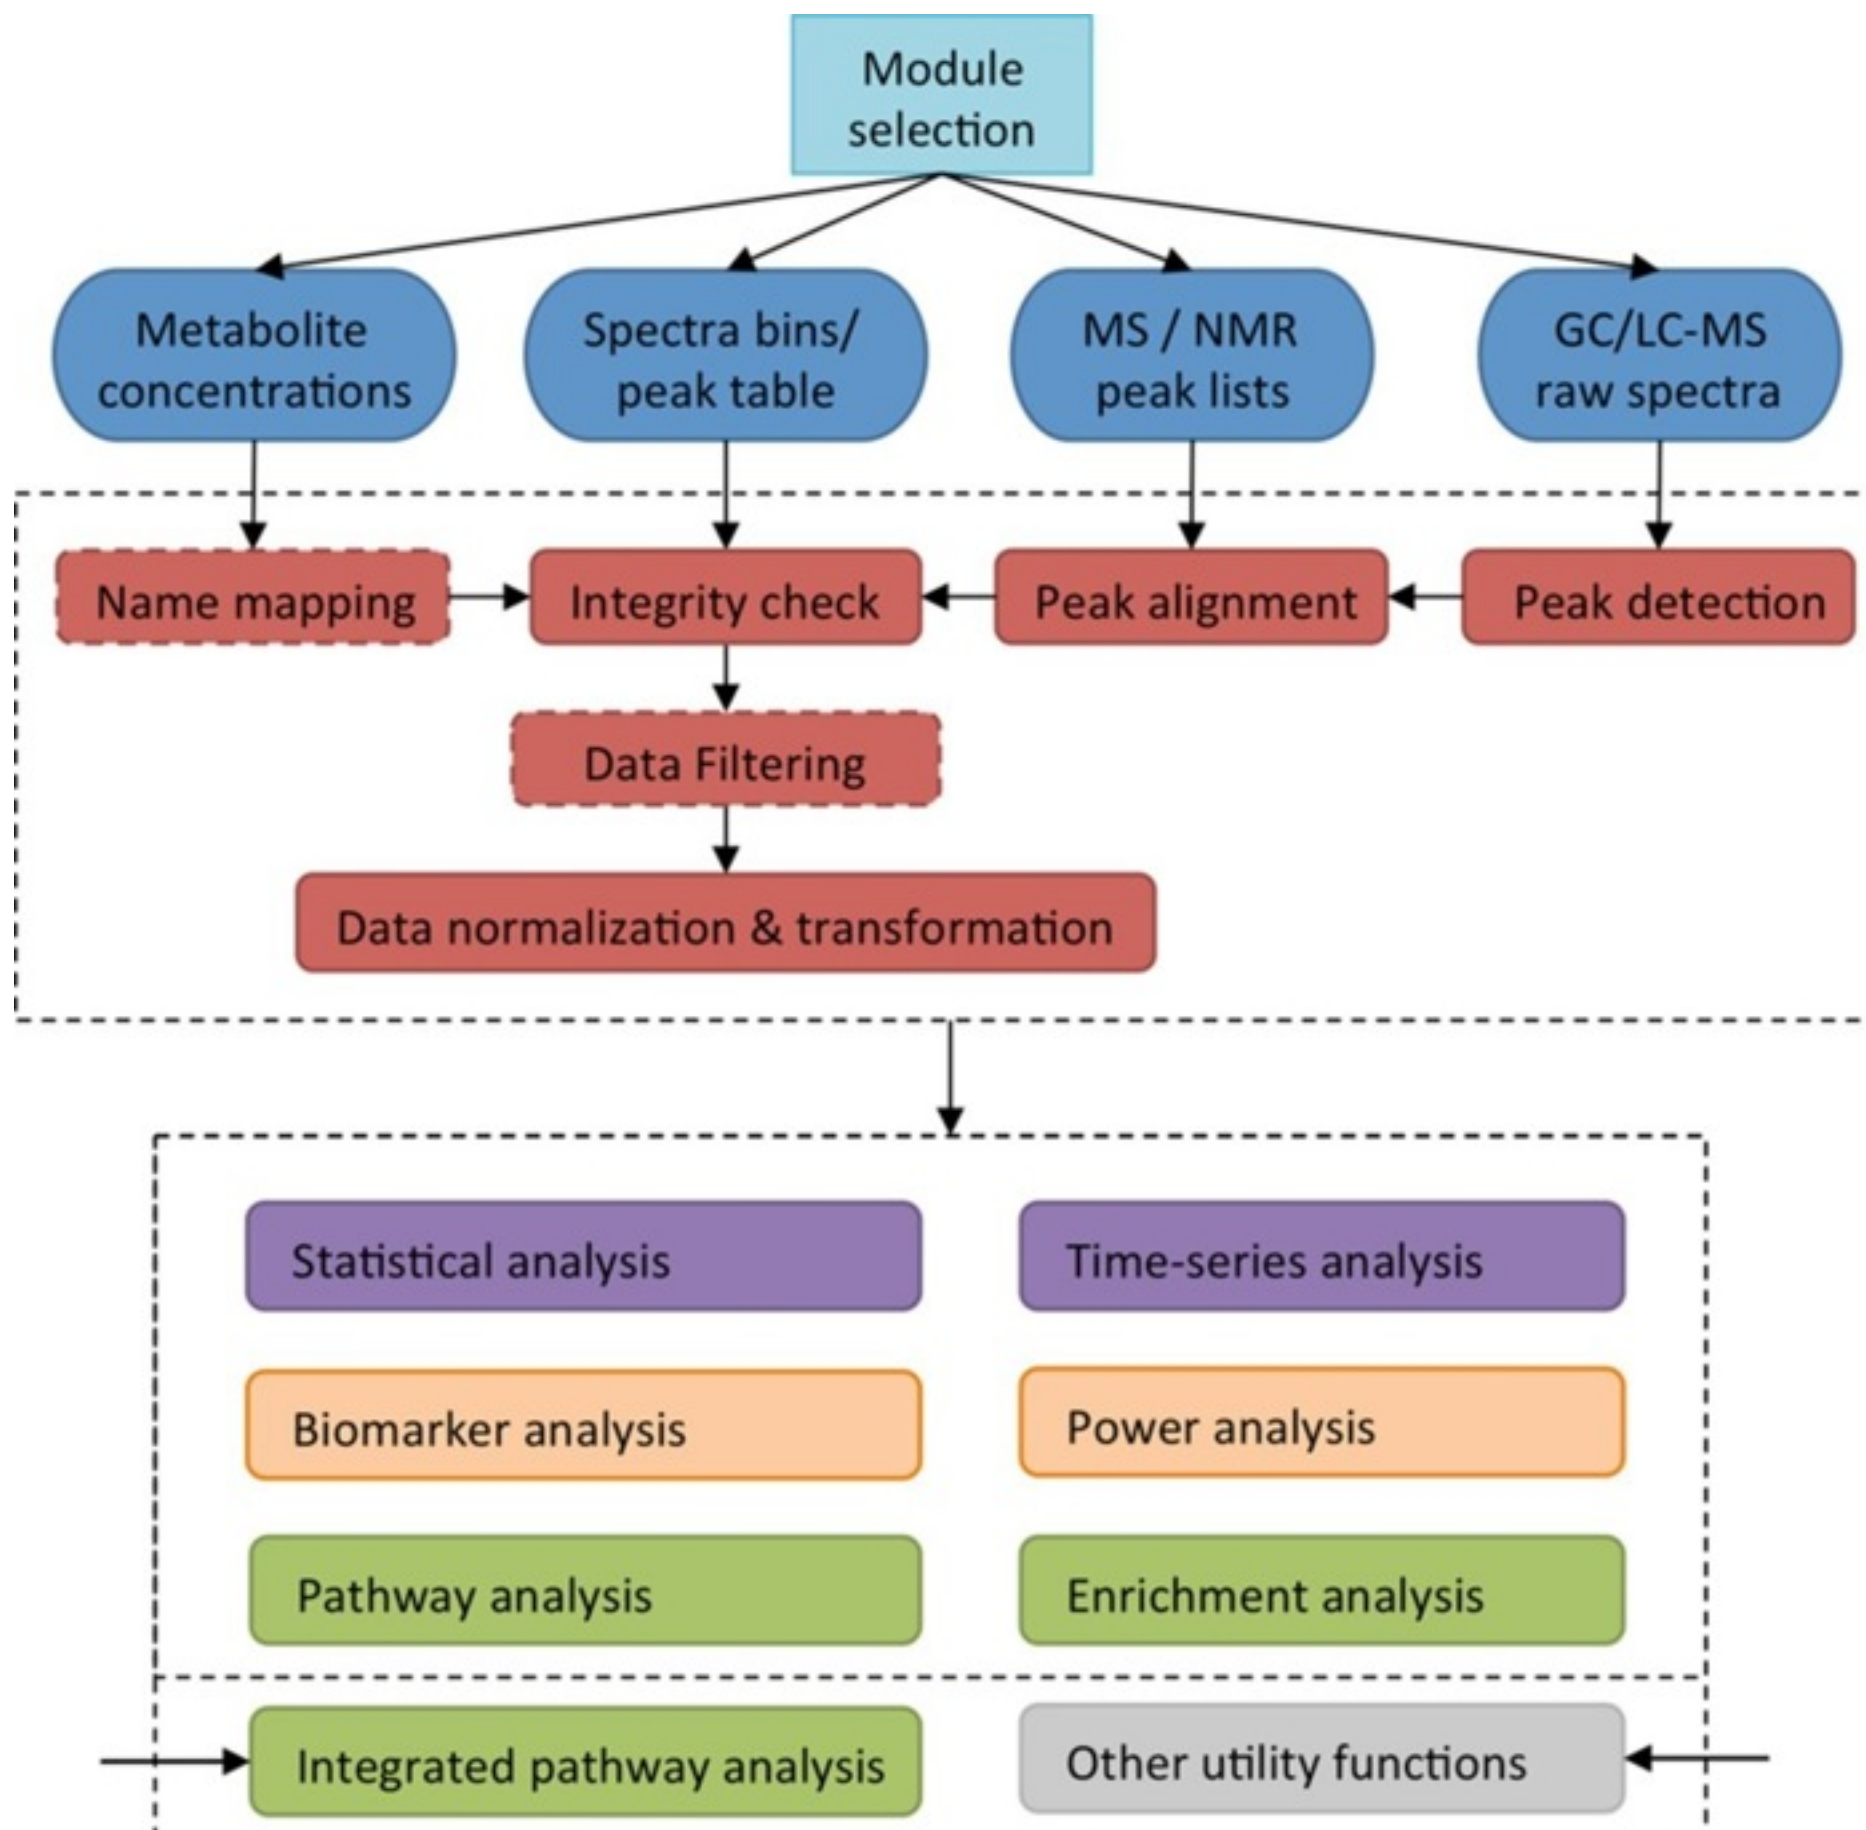 Module
selection
Metabolite
concentrations
Spectra bins/
peak table
MS / NMR
peak lists
GC/LC-MS
raw spectra
Name mapping
Integrity check
Peak alignment
Peak detection
Data Filtering
Data normalization & transformation
Statistical analysis
Time-series analysis
Biomarker analysis
Power analysis
Pathway analysis
Enrichment analysis
Integrated pathway analysis
Other utility functions